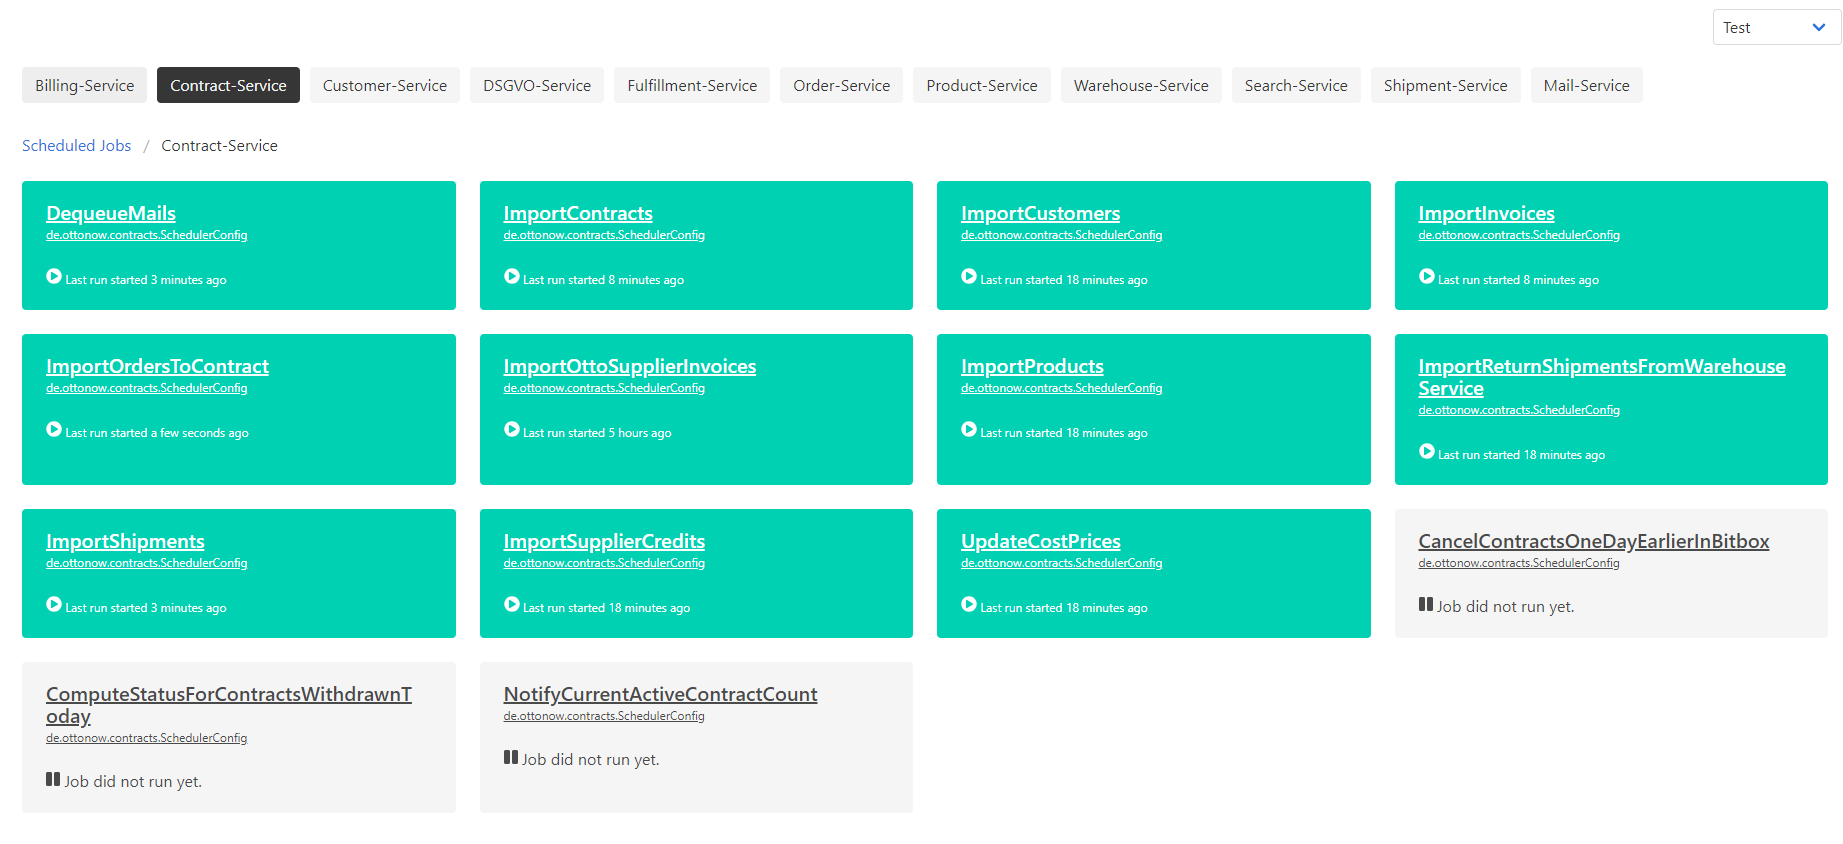 Test
Billing-Service
Contract-Service
Customer-Service
DSGVO-Service
Fulfillment-Service
Order-Service
Product-Service
Warehouse-Service
Search-Service
Shipment-Service
Mail-Service
Scheduled Jobs / Contract-Service
DequeueMails
de.ottonow.contracts.SchedulerConfig
Last run started 3 minutes ago
ImportContracts
de.ottonow.contracts.SchedulerConfig
Last run started 8 minutes ago
ImportCustomers
de.ottonow.contracts.SchedulerConfig
Last run started 18 minutes ago
ImportInvoices
de.ottonow.contracts.SchedulerConfig
Last run started 8 minutes ago
ImportOrdersToContract
de.ottonow.contracts.SchedulerConfig
Last run started a few seconds ago
ImportOttoSupplierInvoices
de.ottonow.contracts.SchedulerConfig
Last run started 5 hours ago
ImportProducts
de.ottonow.contracts.SchedulerConfig
Last run started 18 minutes ago
ImportReturnShipmentsFromWarehouse
Service
de.ottonow.contracts.SchedulerConfig
Last run started 18 minutes ago
ImportShipments
de.ottonow.contracts.SchedulerConfig
Last run started 3 minutes ago
ImportSupplierCredits
de.ottonow.contracts.SchedulerConfig
Last run started 18 minutes ago
UpdateCostPrices
de.ottonow.contracts.SchedulerConfig
Last run started 18 minutes ago
CancelContractsOneDayEarlierInBitbox
de.ottonow.contracts.SchedulerConfig
Job did not run yet.
ComputeStatusForContractsWithdrawnT
oday
de.ottonow.contracts.SchedulerConfig
Job did not run yet.
NotifyCurrentActiveContractCount
de.ottonow.contracts.SchedulerConfig
Job did not run yet.